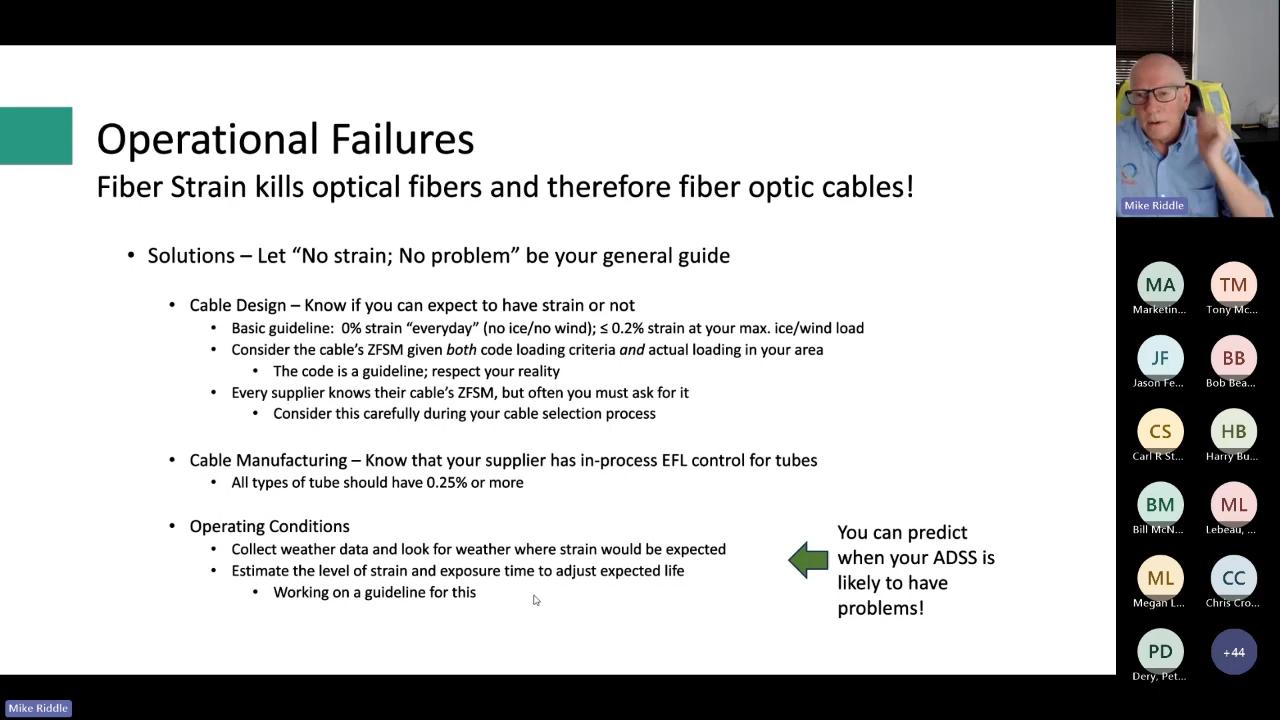 Operational Failures
Fiber Strain kills optical fibers and therefore fiber optic cables!
• Solutions – Let “No strain; No problem” be your general guide
• Cable Design – Know if you can expect to have strain or not
• Basic guideline: 0% strain “everyday” (no ice/no wind); ≤ 0.2% strain at your max. ice/wind load
• Consider the cable’s ZFSM given both code loading criteria and actual loading in your area
• The code is a guideline; respect your reality
• Every supplier knows their cable’s ZFSM, but often you must ask for it
• Consider this carefully during your cable selection process
• Cable Manufacturing – Know that your supplier has in-process EFL control for tubes
• All types of tube should have 0.25% or more
• Operating Conditions
• Collect weather data and look for weather where strain would be expected
• Estimate the level of strain and exposure time to adjust expected life
• Working on a guideline for this
You can predict
when your ADSS is
likely to have
problems!
Mike Riddle
MA
Marketin...
TM
Tony Mc...
JF
Jason Fe...
BB
Bob Bea...
CS
Carl R St...
HB
Harry Bu...
BM
Bill McN...
ML
Lebeau, ...
ML
Megan L...
CC
Chris Cro...
PD
Dery, Pet...
+44
Mike Riddle